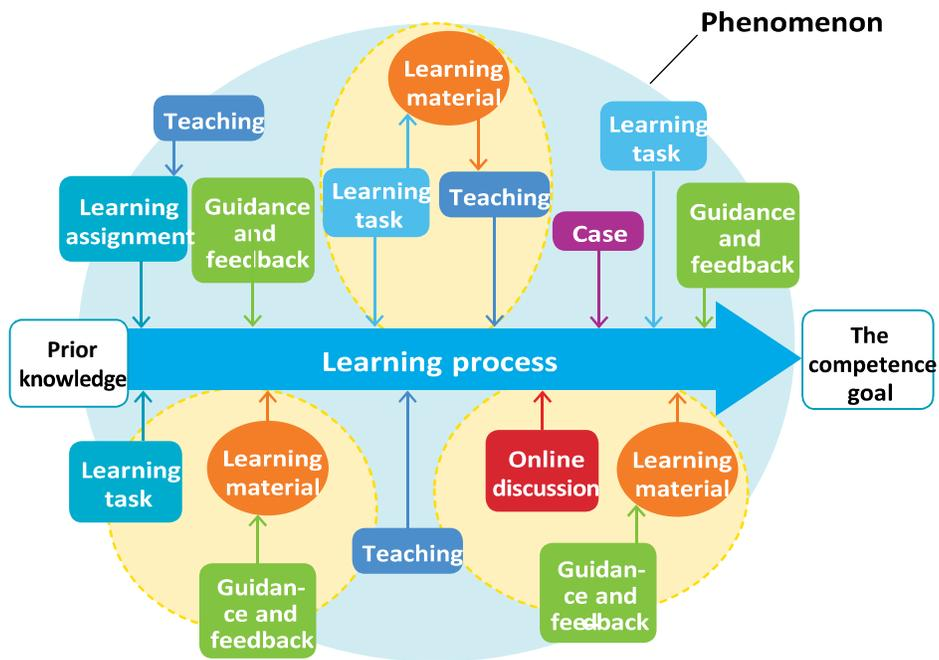 Phenomenon
Learning
material
Teaching
Learning
task
Learning
assignment
Guidance
and
feedback
Learning
task
Teaching
Case
Guidance
and
feedback
Prior
knowledge
Learning process
The
competence
goal
Learning
task
Learning
material
Online
discussion
Learning
material
Teaching
Guidan-
ce and
feedback
Guidan-
ce and
feedback